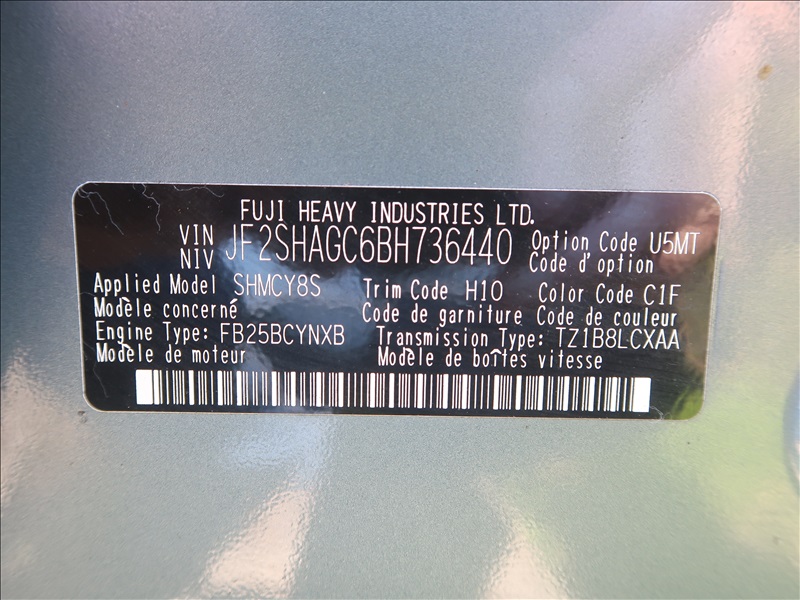 FUJI HEAVY INDUSTRIES LTD.
VIN NIV JF2SHAGC6BH736440 Option Code U5MT
Code d'option
Applied Model SHMCY8S Trim Code H10 Color Code C1F
Modèle concerné Code de garniture Code de couleur
Engine Type: FB25BCYNXB Transmission Type: TZ1B8LCXAA
Modèle de moteur Modèle de boîtes vitesse